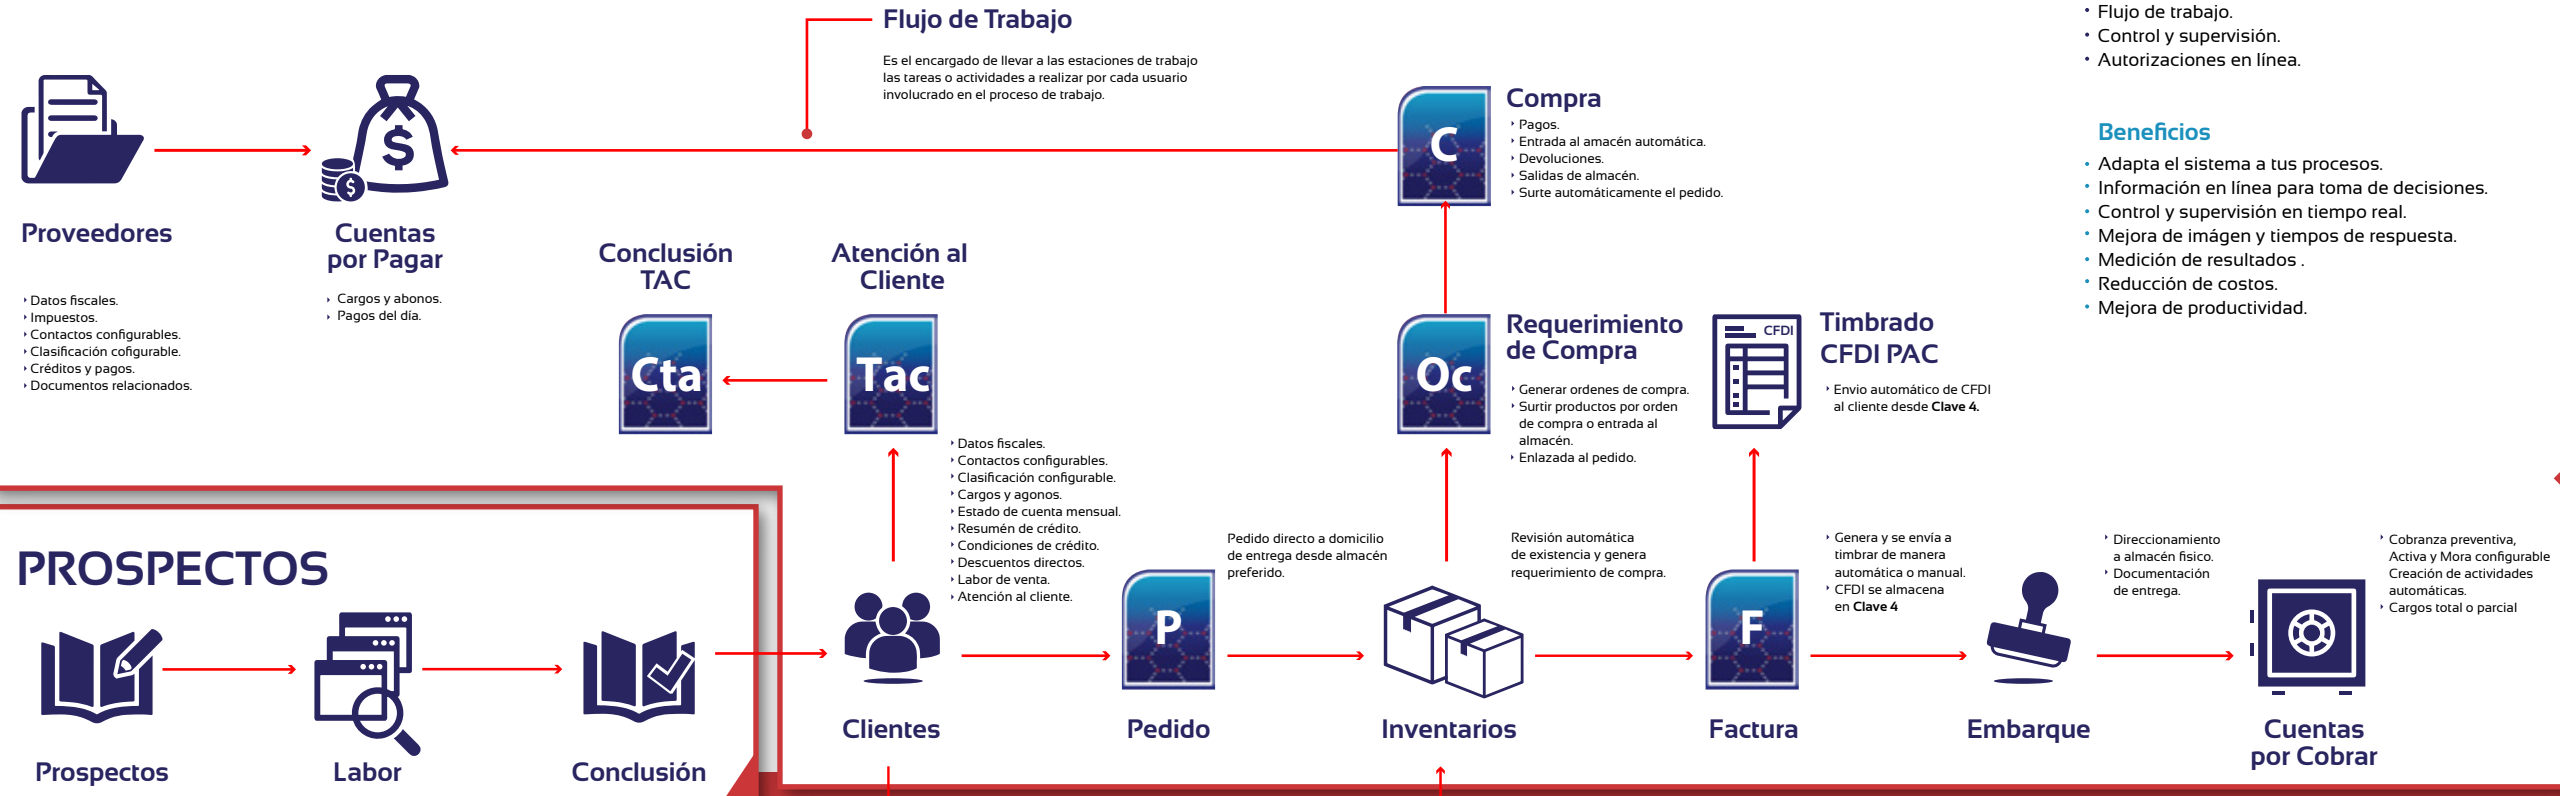 Flujo de Trabajo
Es el encargado de llevar a las estaciones de trabajo
las tareas o actividades a realizar por cada usuario
involucrado en el proceso de trabajo.
• Flujo de trabajo.
• Control y supervisión.
• Autorizaciones en línea.
Beneficios
• Adapta el sistema a tus procesos.
• Información en línea para toma de decisiones.
• Control y supervisión en tiempo real.
• Mejora de imágen y tiempos de respuesta.
• Medición de resultados .
• Reducción de costos.
• Mejora de productividad.
$
$
Proveedores
Datos fiscales.
Impuestos.
Contactos configurables.
Clasificación cofigurable.
Créditos y pagos.
Documentos relacionados.
Cuentas
por Pagar
Cargos y abonos.
Pagos del día.
C
Compra
Pagos.
Entrada al amacén automática.
Devoluciones.
Salidas de almacén.
Surte automáticamente el pedido.
Conclusión
TAC
Cta
Atención al
Cliente
Tac
Oc
Requerimiento
de Compra
Generar ordenes de compra.
Surtir productos por orden
de compra o entrada al
almacén.
Enlazada al pedido.
CFDI
Timbrado
CFDI PAC
Envio automático de CFDI
al cliente desde Clave 4.
Datos fiscales.
Contactos configurables.
Clasificación configurable.
Cargos y agonos.
Estado de cuenta mensual.
Resumén de crédito.
Condiciones de crédito.
Descuentos directos.
Labor de venta.
Atención al cliente.
PROSPECTOS
Prospectos
Labor
Conclusión
Clientes
Pedido directo a domicilio
de entrega desde almacén
preferido.
P
Pedido
Revisión automática
de existencia y genera
requerimiento de compra.
Inventarios
Genera y se envía a
timbrar de manera
automática o manual.
CFDI se almacena
en Clave 4
F
Factura
Direccionamiento
a almacén fisico.
Documentación
de entrega.
Embarque
Cobranza preventiva,
Activa y Mora configurable
Creación de actividades
automáticas.
Cargos total o parcial
Cuentas
por Cobrar